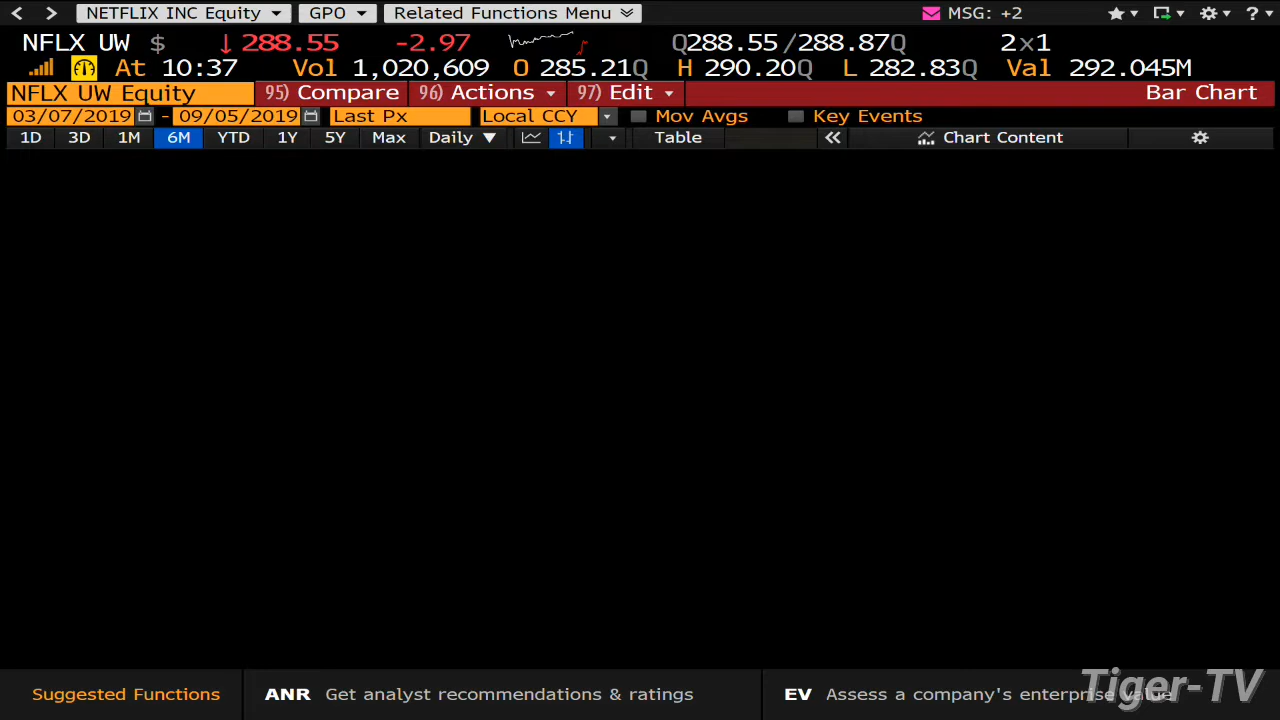 NETFLIX INC Equity GPO Related Functions Menu MSG: +2 ?
NFLX UW $ ↓288.55 -2.97 Q288.55/288.87Q 2x1
At 10:37 Vol 1,020,609 O 285.21Q H 290.20Q L 282.83Q Val 292.045M
NFLX UW Equity 95) Compare 96) Actions 97) Edit Bar Chart
03/07/2019 - 09/05/2019 Last Px Local CCY Mov Avgs Key Events
1D 3D 1M 6M YTD 1Y 5Y Max Daily ▼ Table « Chart Content
Suggested Functions ANR Get analyst recommendations & ratings EV Assess a company's enterprise value
Tiger-TV